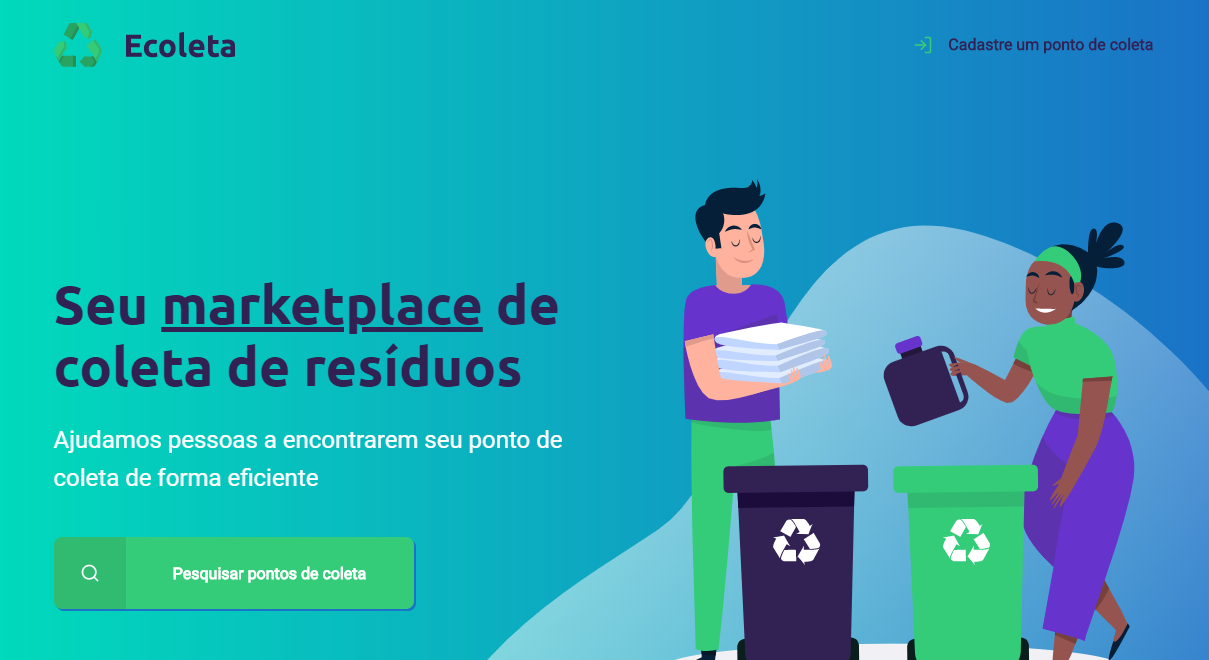 Ecoleta
Cadastre um ponto de coleta
Seu marketplace de
coleta de resíduos
Ajudamos pessoas a encontrarem seu ponto de
coleta de forma eficiente
Pesquisar pontos de coleta